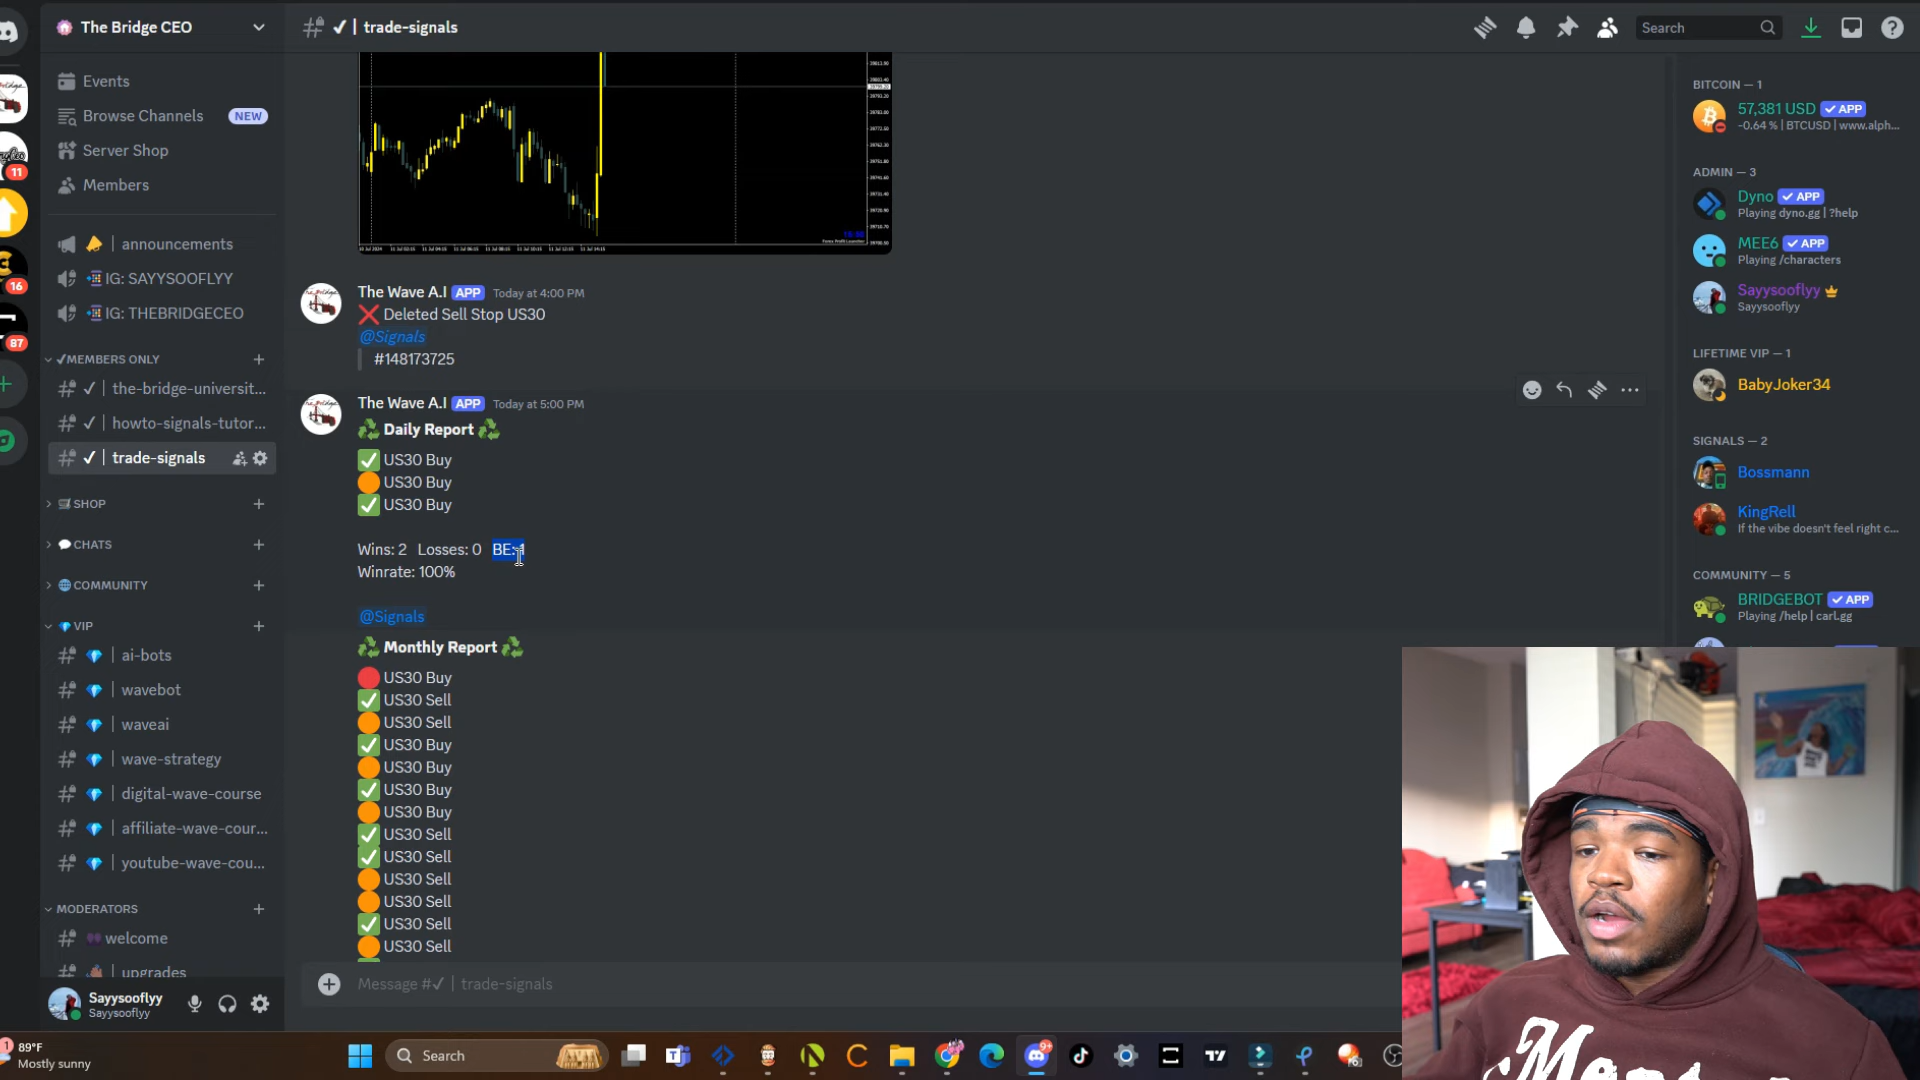 The Bridge CEO
✓ | trade-signals
Search
Events
Browse Channels NEW
Server Shop
Members
announcements
IG: SAYYSOOFLYY
IG: THEBRIDGECEO
✓MEMBERS ONLY
✓ | the-bridge-universit...
✓ | howto-signals-tutor...
✓ | trade-signals
SHOP
CHATS
COMMUNITY
VIP
| ai-bots
| wavebot
| waveai
| wave-strategy
| digital-wave-course
| affiliate-wave-cour...
| youtube-wave-cou...
MODERATORS
welcome
| upgrades
Sayysooflyy
Sayysooflyy
11
16
87
The Wave A.I APP Today at 4:00 PM
❌ Deleted Sell Stop US30
@Signals
#148173725
The Wave A.I APP Today at 5:00 PM
Daily Report
US30 Buy
US30 Buy
US30 Buy
Wins: 2 Losses: 0 BE: 1
Winrate: 100%
@Signals
Monthly Report
US30 Buy
US30 Sell
US30 Sell
US30 Buy
US30 Buy
US30 Buy
US30 Buy
US30 Sell
US30 Sell
US30 Sell
US30 Sell
US30 Sell
US30 Sell
Message #✓ | trade-signals
BITCOIN — 1
57,381 USD ✓ APP
-0.64 % | BTCUSD | www.alph...
ADMIN — 3
Dyno ✓ APP
Playing dyno.gg | ?help
MEE6 ✓ APP
Playing /characters
Sayysooflyy
Sayysooflyy
LIFETIME VIP — 1
BabyJoker34
SIGNALS — 2
Bossmann
KingRell
If the vibe doesn't feel right c...
COMMUNITY — 5
BRIDGEBOT ✓ APP
Playing /help | carl.gg
1
89°F
Mostly sunny
Search
9+